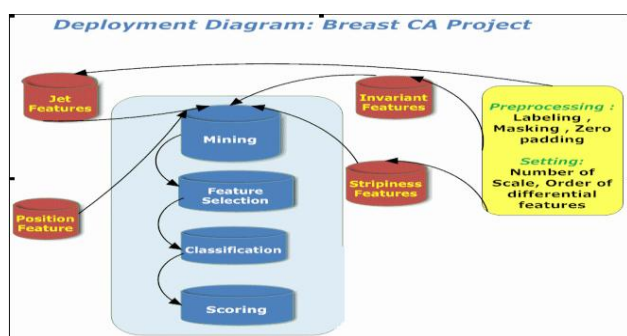 Deployment Diagram: Breast CA Project
Jet
Features
Invariant
Features
Preprocessing :
Labeling ,
Masking , Zero
padding
Setting:
Number of
Scale, Order of
differential
features
Mining
Feature
Selection
Stripiness
Features
Position
Feature
Classification
Scoring